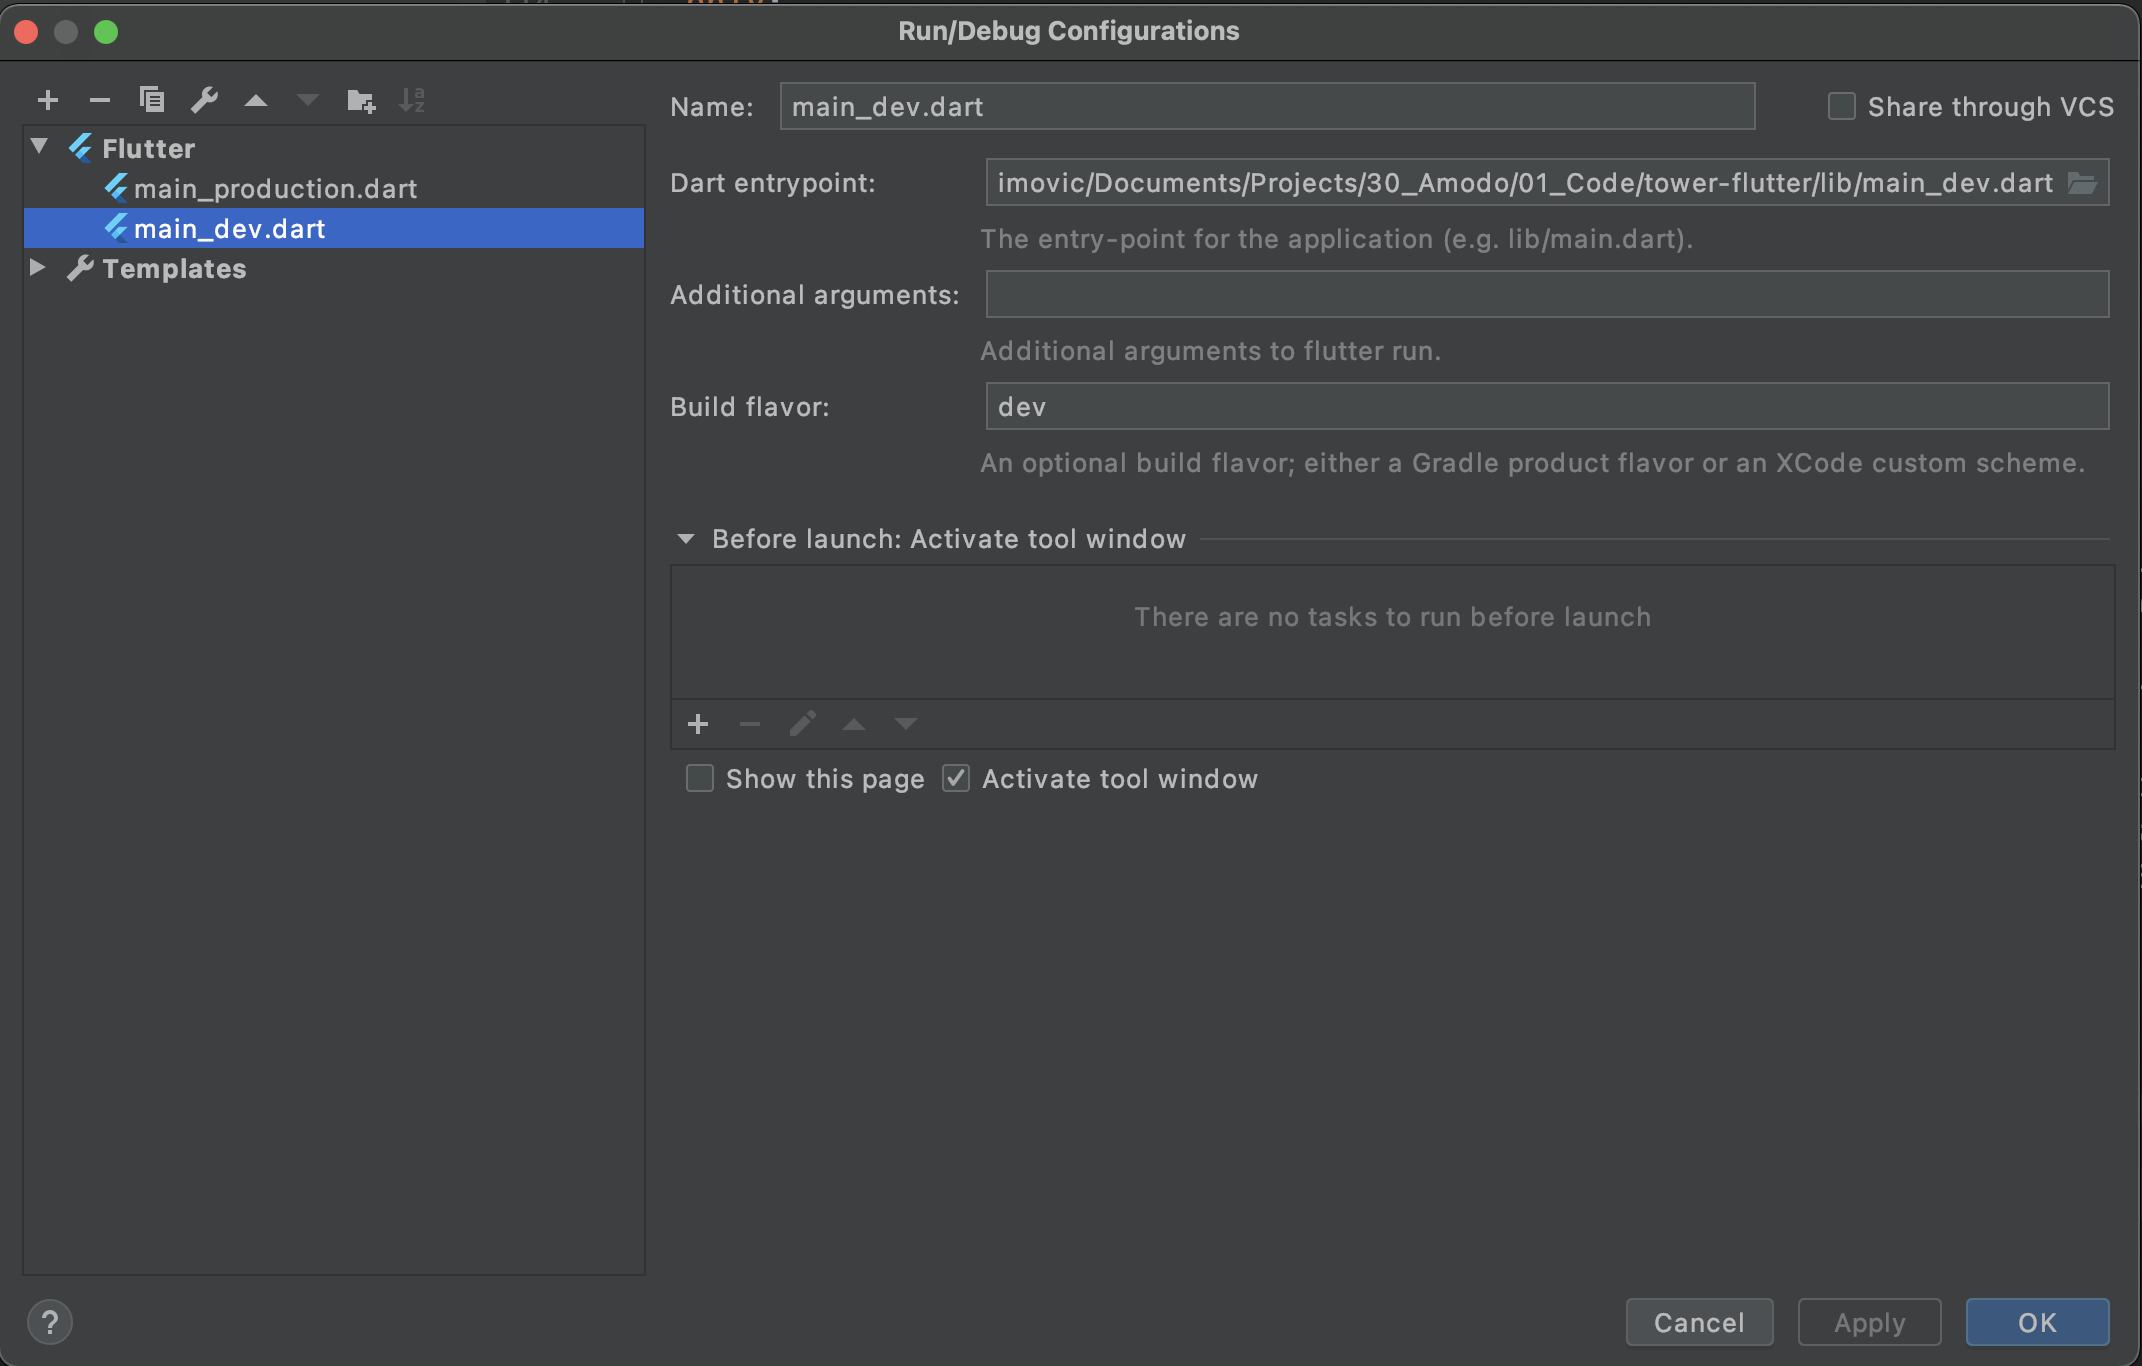 Run/Debug Configurations
Name: main_dev.dart Share through VCS
Flutter
main_production.dart
main_dev.dart
Templates
Dart entrypoint: imovic/Documents/Projects/30_Amodo/01_Code/tower-flutter/lib/main_dev.dart
The entry-point for the application (e.g. lib/main.dart).
Additional arguments:
Additional arguments to flutter run.
Build flavor: dev
An optional build flavor; either a Gradle product flavor or an XCode custom scheme.
Before launch: Activate tool window
There are no tasks to run before launch
Show this page Activate tool window
? Cancel Apply OK